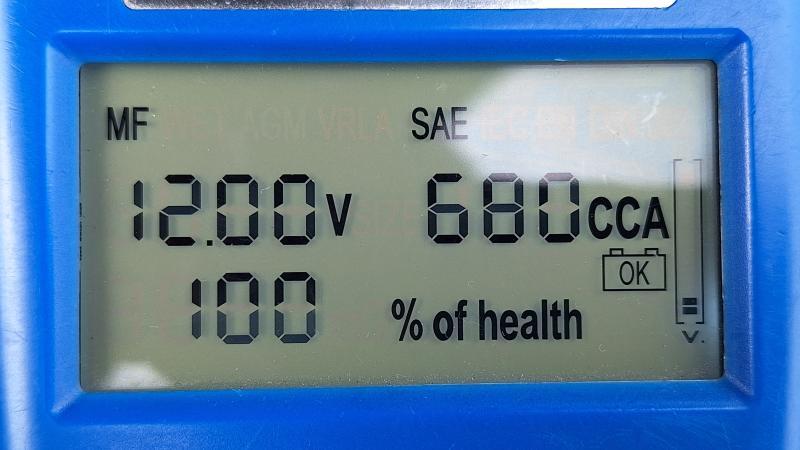 MF SAE
12.00V 680CCA
OK
100 % of health
V.